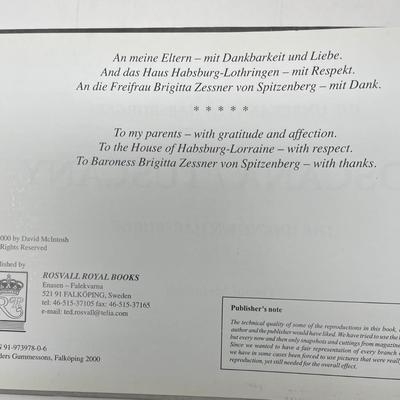 An meine Eltern – mit Dankbarkeit und Liebe.
And das Haus Habsburg-Lothringen – mit Respekt.
An die Freifrau Brigitta Zessner von Spitzenberg – mit Dank.
* * * * *
To my parents – with gratitude and affection.
To the House of Habsburg-Lorraine – with respect.
To Baroness Brigitta Zessner von Spitzenberg – with thanks.
000 by David McIntosh
Rights Reserved
lished by
ROSVALL ROYAL BOOKS
Enasen – Falekvarna
521 91 FALKÖPING, Sweden
tel: 46-515-37105 fax: 46-515-37165
e-mail: ted.rosvall@telia.com
N 91-973978-0-6
ders Gummessons, Falköping 2000
Publisher's note
The technical quality of some of the reproductions in this book,
author and the publisher would have liked. We have tried to use the
but every now and then only snapshots and cuttings from magazine
Since we wanted to have a fair representation of every branch
we have in some cases been forced to use pictures that were really
reproduction, yet still needed for the overall effect.